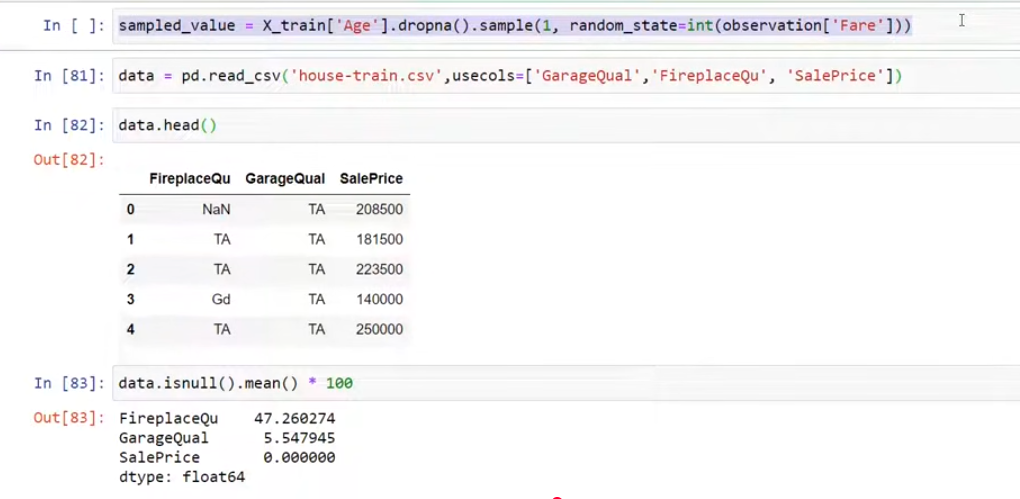 In [ ]: sampled_value = X_train['Age'].dropna().sample(1, random_state=int(observation['Fare']))
In [81]: data = pd.read_csv('house-train.csv',usecols=['GarageQual','FireplaceQu', 'SalePrice'])
In [82]: data.head()
Out[82]:
FireplaceQu GarageQual SalePrice
0 NaN TA 208500
1 TA TA 181500
2 TA TA 223500
3 Gd TA 140000
4 TA TA 250000
In [83]: data.isnull().mean() * 100
Out[83]: FireplaceQu 47.260274
GarageQual 5.547945
SalePrice 0.000000
dtype: float64